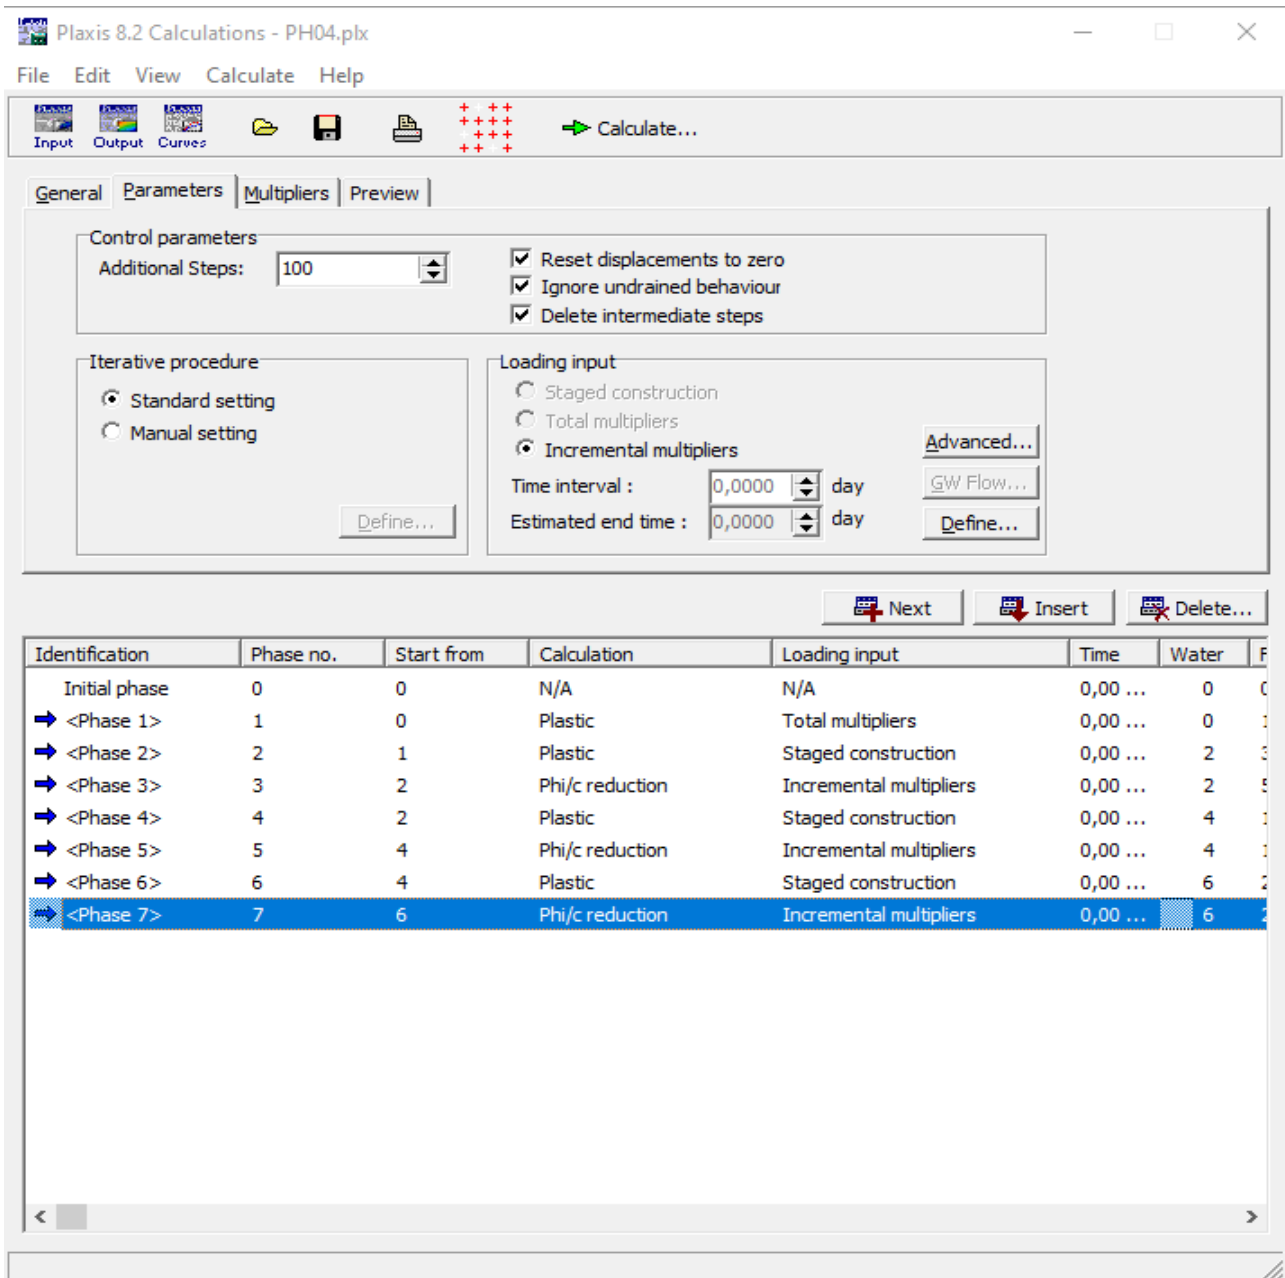 Plaxis 8.2 Calculations - PH04.plx
File Edit View Calculate Help
Input Output Curves Calculate...
General Parameters Multipliers Preview
Control parameters
Additional Steps: 100
Reset displacements to zero
Ignore undrained behaviour
Delete intermediate steps
Iterative procedure
Standard setting
Manual setting
Define...
Loading input
Staged construction
Total multipliers
Incremental multipliers
Advanced...
Time interval : 0,0000 day GW Flow...
Estimated end time : 0,0000 day Define...
Next Insert Delete...
Identification Phase no. Start from Calculation Loading input Time Water
Initial phase 0 0 N/A N/A 0,00 ... 0
<Phase 1> 1 0 Plastic Total multipliers 0,00 ... 0
<Phase 2> 2 1 Plastic Staged construction 0,00 ... 2
<Phase 3> 3 2 Phi/c reduction Incremental multipliers 0,00 ... 2
<Phase 4> 4 2 Plastic Staged construction 0,00 ... 4
<Phase 5> 5 4 Phi/c reduction Incremental multipliers 0,00 ... 4
<Phase 6> 6 4 Plastic Staged construction 0,00 ... 6
<Phase 7> 7 6 Phi/c reduction Incremental multipliers 0,00 ... 6